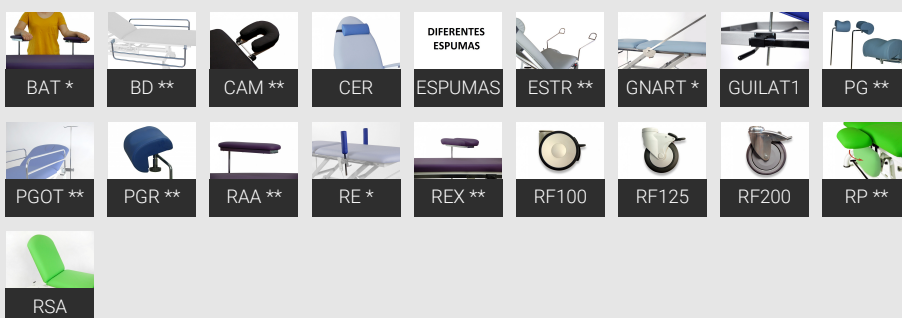 DIFERENTES
ESPUMAS
BAT * BD ** CAM ** CER ESPUMAS ESTR ** GNART * GUILAT1 PG **
PGOT ** PGR ** RAA ** RE * REX ** RF100 RF125 RF200 RP **
RSA